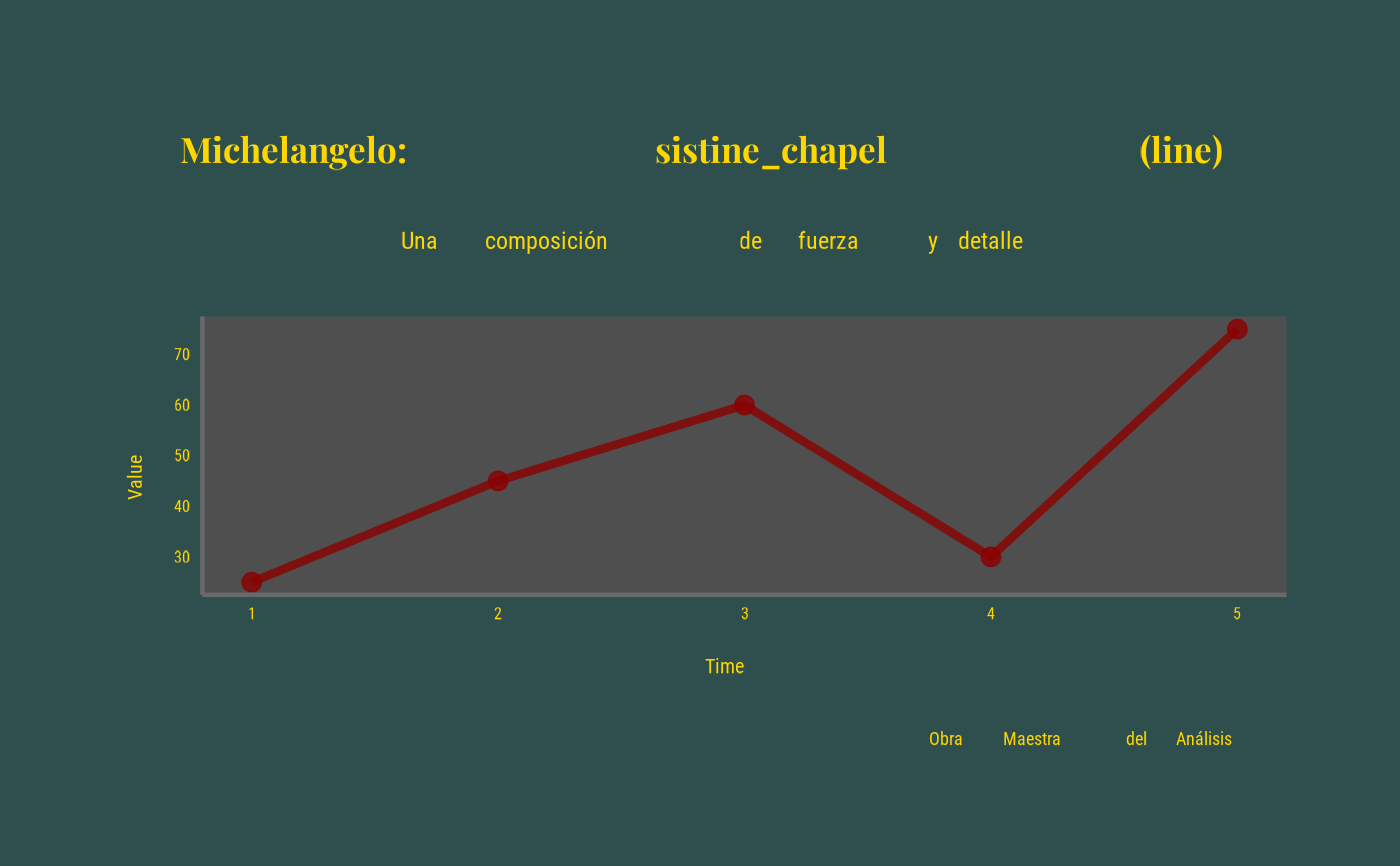 Michelangelo: sistine_chapel (line)
Una composición de fuerza y detalle
70
60
50
40
30
Value
1 2 3 4 5
Time
Obra Maestra del Análisis